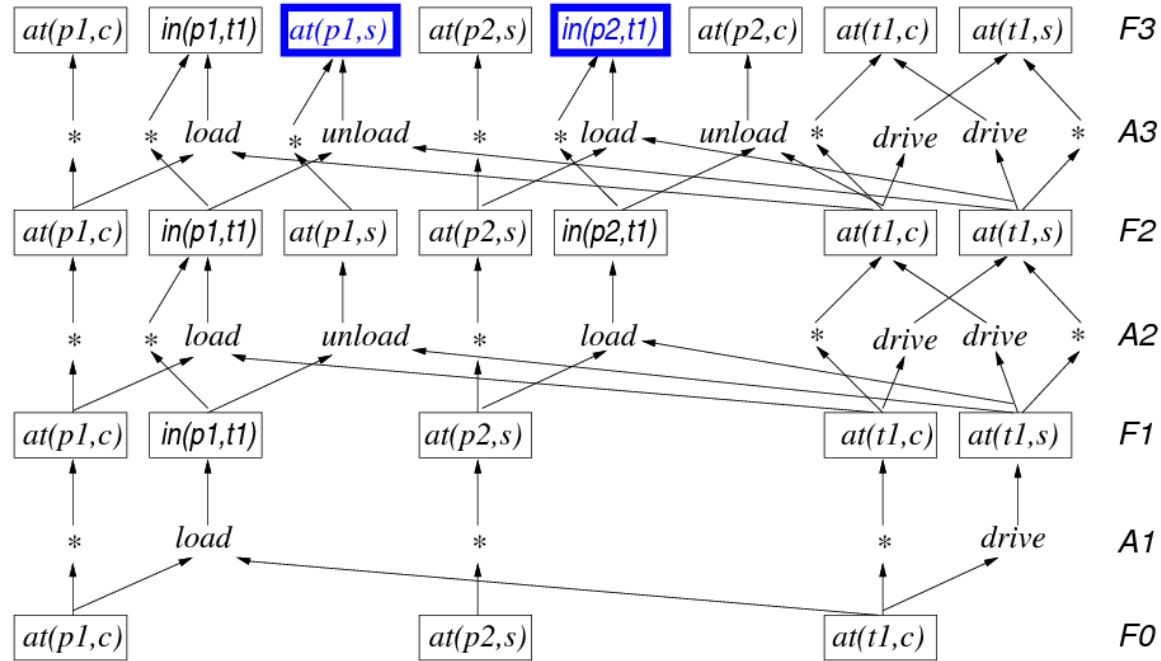 at(p1,c) in(p1,t1) at(p1,s) at(p2,s) in(p2,t1) at(p2,c) at(t1,c) at(t1,s) F3
* * load * unload * * load unload * drive drive * A3
at(p1,c) in(p1,t1) at(p1,s) at(p2,s) in(p2,t1) at(t1,c) at(t1,s) F2
* * load unload * load * drive drive * A2
at(p1,c) in(p1,t1) at(p2,s) at(t1,c) at(t1,s) F1
* load * * drive A1
at(p1,c) at(p2,s) at(t1,c) F0